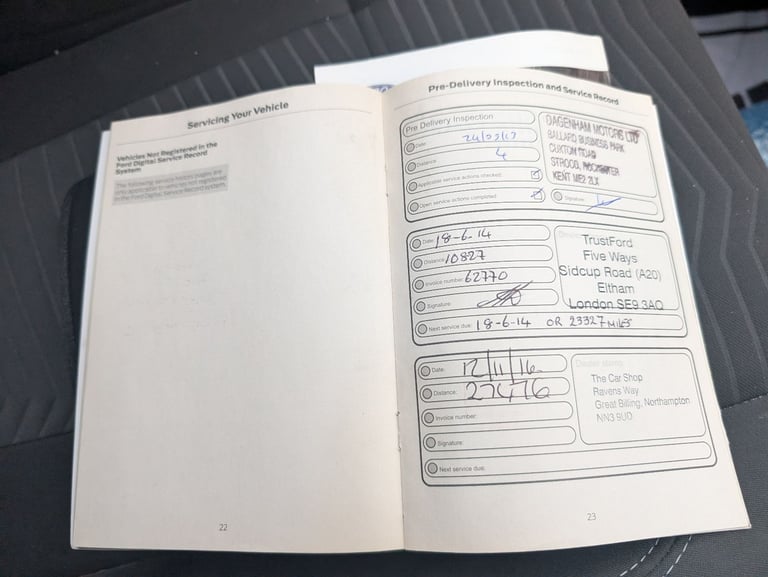 Servicing Your Vehicle
Vehicles Not Registered in the
Ford Digital Service Record
System
The following service history pages are
only applicable to vehicles not registered
in the Ford Digital Service Record system.
22
Pre-Delivery Inspection and Service Record
Pre Delivery Inspection
Date:
Distance: 4
Applicable service actions checked:
Open service actions completed:
DAGENHAM MOTORS LTD
BALLARD BUSINESS PARK
CUXTON ROAD
STROOD, ROCHESTER
KENT ME2 2LX
Signature:
Date: 18-6-14
Distance: 10827
Invoice number: 62770
Signature:
Next service due: 18-6-14 OR 23327 MILES
TrustFord
Five Ways
Sidcup Road (A20)
Eltham
London SE9 3AQ
Date: 12/11/16
Distance: 27476
Invoice number:
Signature:
Next service due:
Dealer stamp:
The Car Shop
Ravens Way
Great Billing, Northampton
NN3 9UD
23